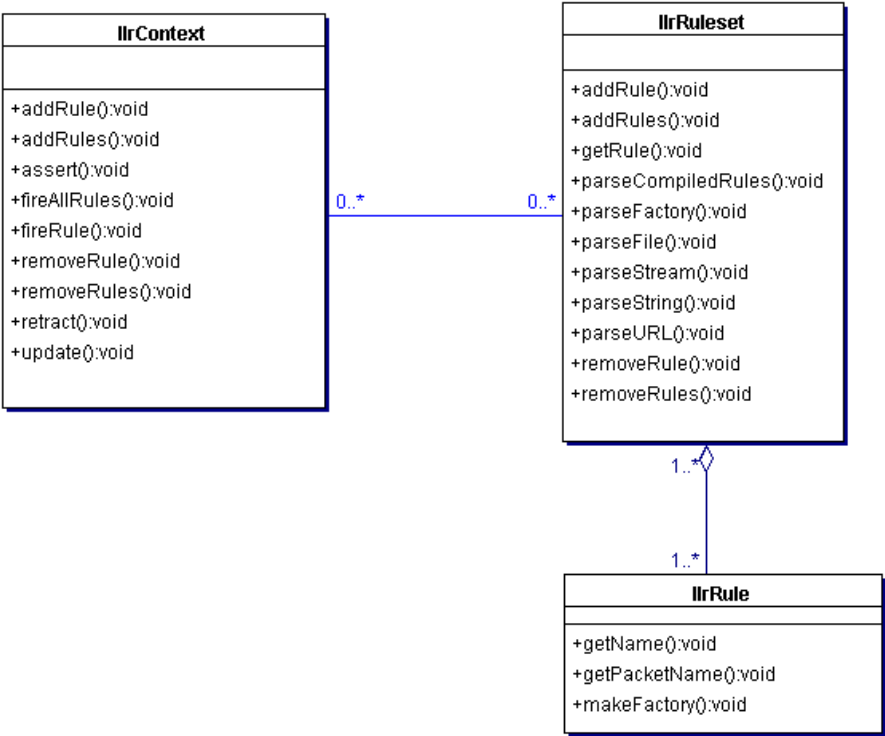 IlrContext
+addRule():void
+addRules():void
+assert():void
+fireAllRules():void
+fireRule():void
+removeRule():void
+removeRules():void
+retract():void
+update():void
0..*
0..*
IlrRuleset
+addRule():void
+addRules():void
+getRule():void
+parseCompiledRules():void
+parseFactory():void
+parseFile():void
+parseStream():void
+parseString():void
+parseURL():void
+removeRule():void
+removeRules():void
1..*
1..*
IlrRule
+getName():void
+getPacketName():void
+makeFactory():void